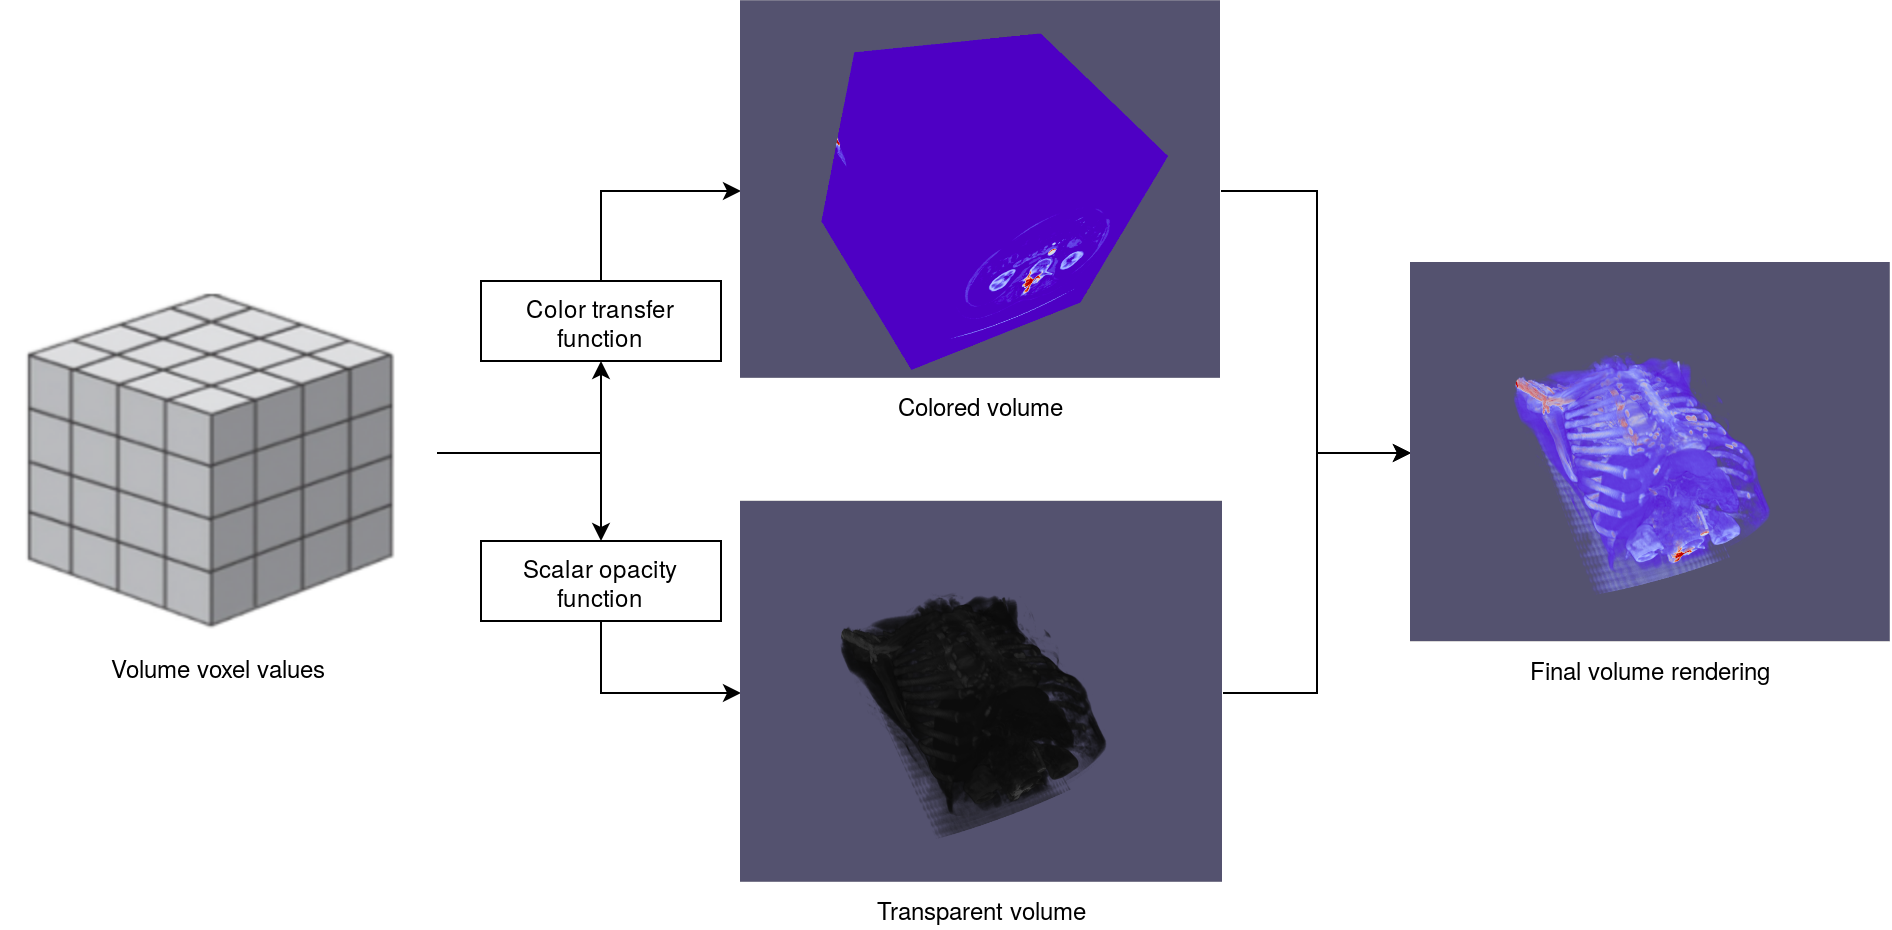 Color transfer
function
Colored volume
Scalar opacity
function
Volume voxel values
Final volume rendering
Transparent volume